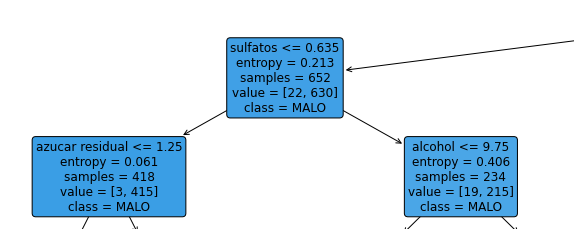 sulfatos <= 0.635
entropy = 0.213
samples = 652
value = [22, 630]
class = MALO
azucar residual <= 1.25
entropy = 0.061
samples = 418
value = [3, 415]
class = MALO
alcohol <= 9.75
entropy = 0.406
samples = 234
value = [19, 215]
class = MALO